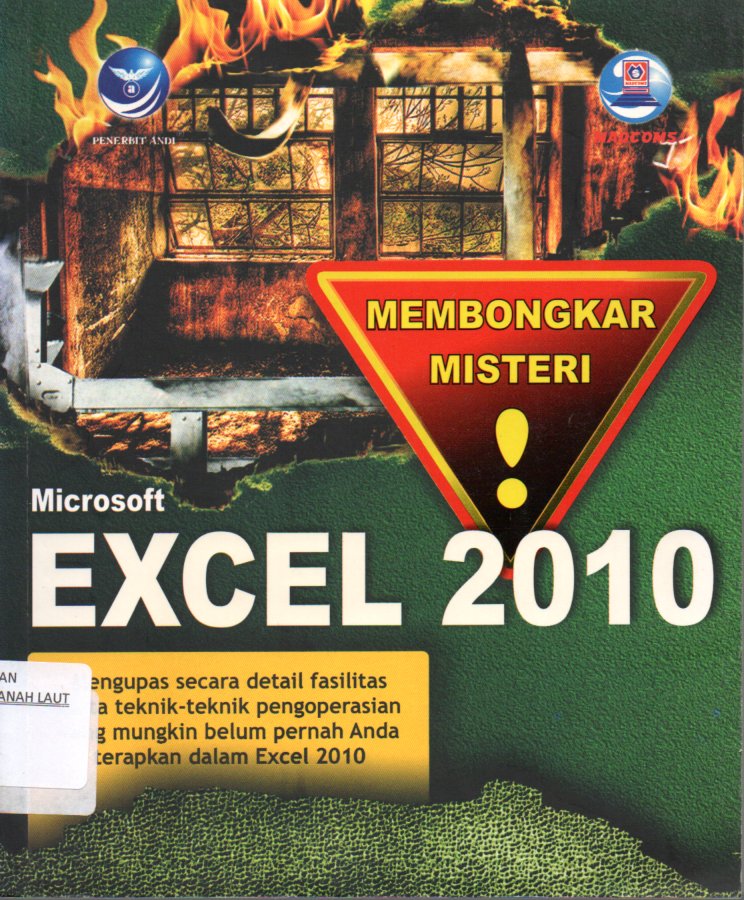 PENERBIT ANDI
MADCOMS
MEMBONGKAR
MISTERI
!
Microsoft
EXCEL 2010
engupas secara detail fasilitas
a teknik-teknik pengoperasian
g mungkin belum pernah Anda
terapkan dalam Excel 2010
AN
ANAH LAUT